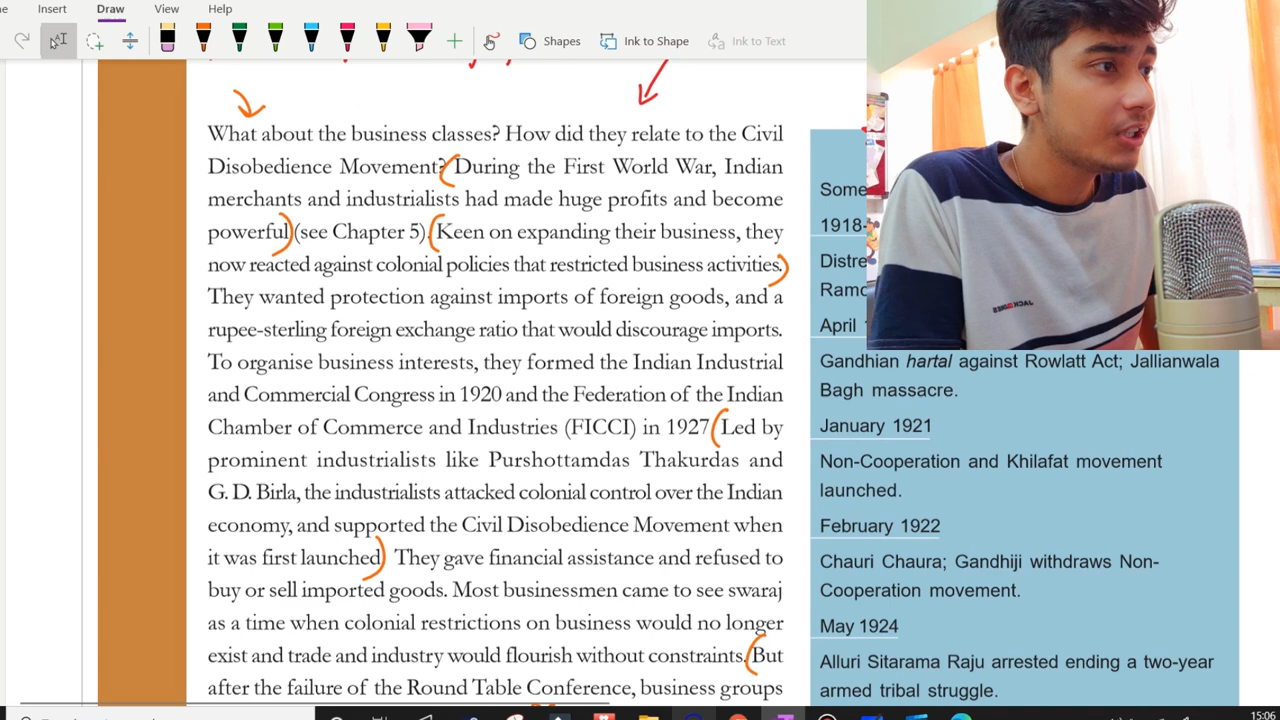 Insert
Draw
View
Help
Shapes
Ink to Shape
Ink to Text
What about the business classes? How did they relate to the Civil
Disobedience Movement? During the First World War, Indian
merchants and industrialists had made huge profits and become
powerful (see Chapter 5). Keen on expanding their business, they
now reacted against colonial policies that restricted business activities.
They wanted protection against imports of foreign goods, and a
rupee-sterling foreign exchange ratio that would discourage imports.
To organise business interests, they formed the Indian Industrial
and Commercial Congress in 1920 and the Federation of the Indian
Chamber of Commerce and Industries (FICCI) in 1927. Led by
prominent industrialists like Purshottamdas Thakurdas and
G. D. Birla, the industrialists attacked colonial control over the Indian
economy, and supported the Civil Disobedience Movement when
it was first launched. They gave financial assistance and refused to
buy or sell imported goods. Most businessmen came to see swaraj
as a time when colonial restrictions on business would no longer
exist and trade and industry would flourish without constraints. But
after the failure of the Round Table Conference, business groups
Some
1918-
Distre
April
Gandhian hartal against Rowlatt Act; Jallianwala
Bagh massacre.
January 1921
Non-Cooperation and Khilafat movement
launched.
February 1922
Chauri Chaura; Gandhiji withdraws Non-
Cooperation movement.
May 1924
Alluri Sitarama Raju arrested ending a two-year
armed tribal struggle.
15:06